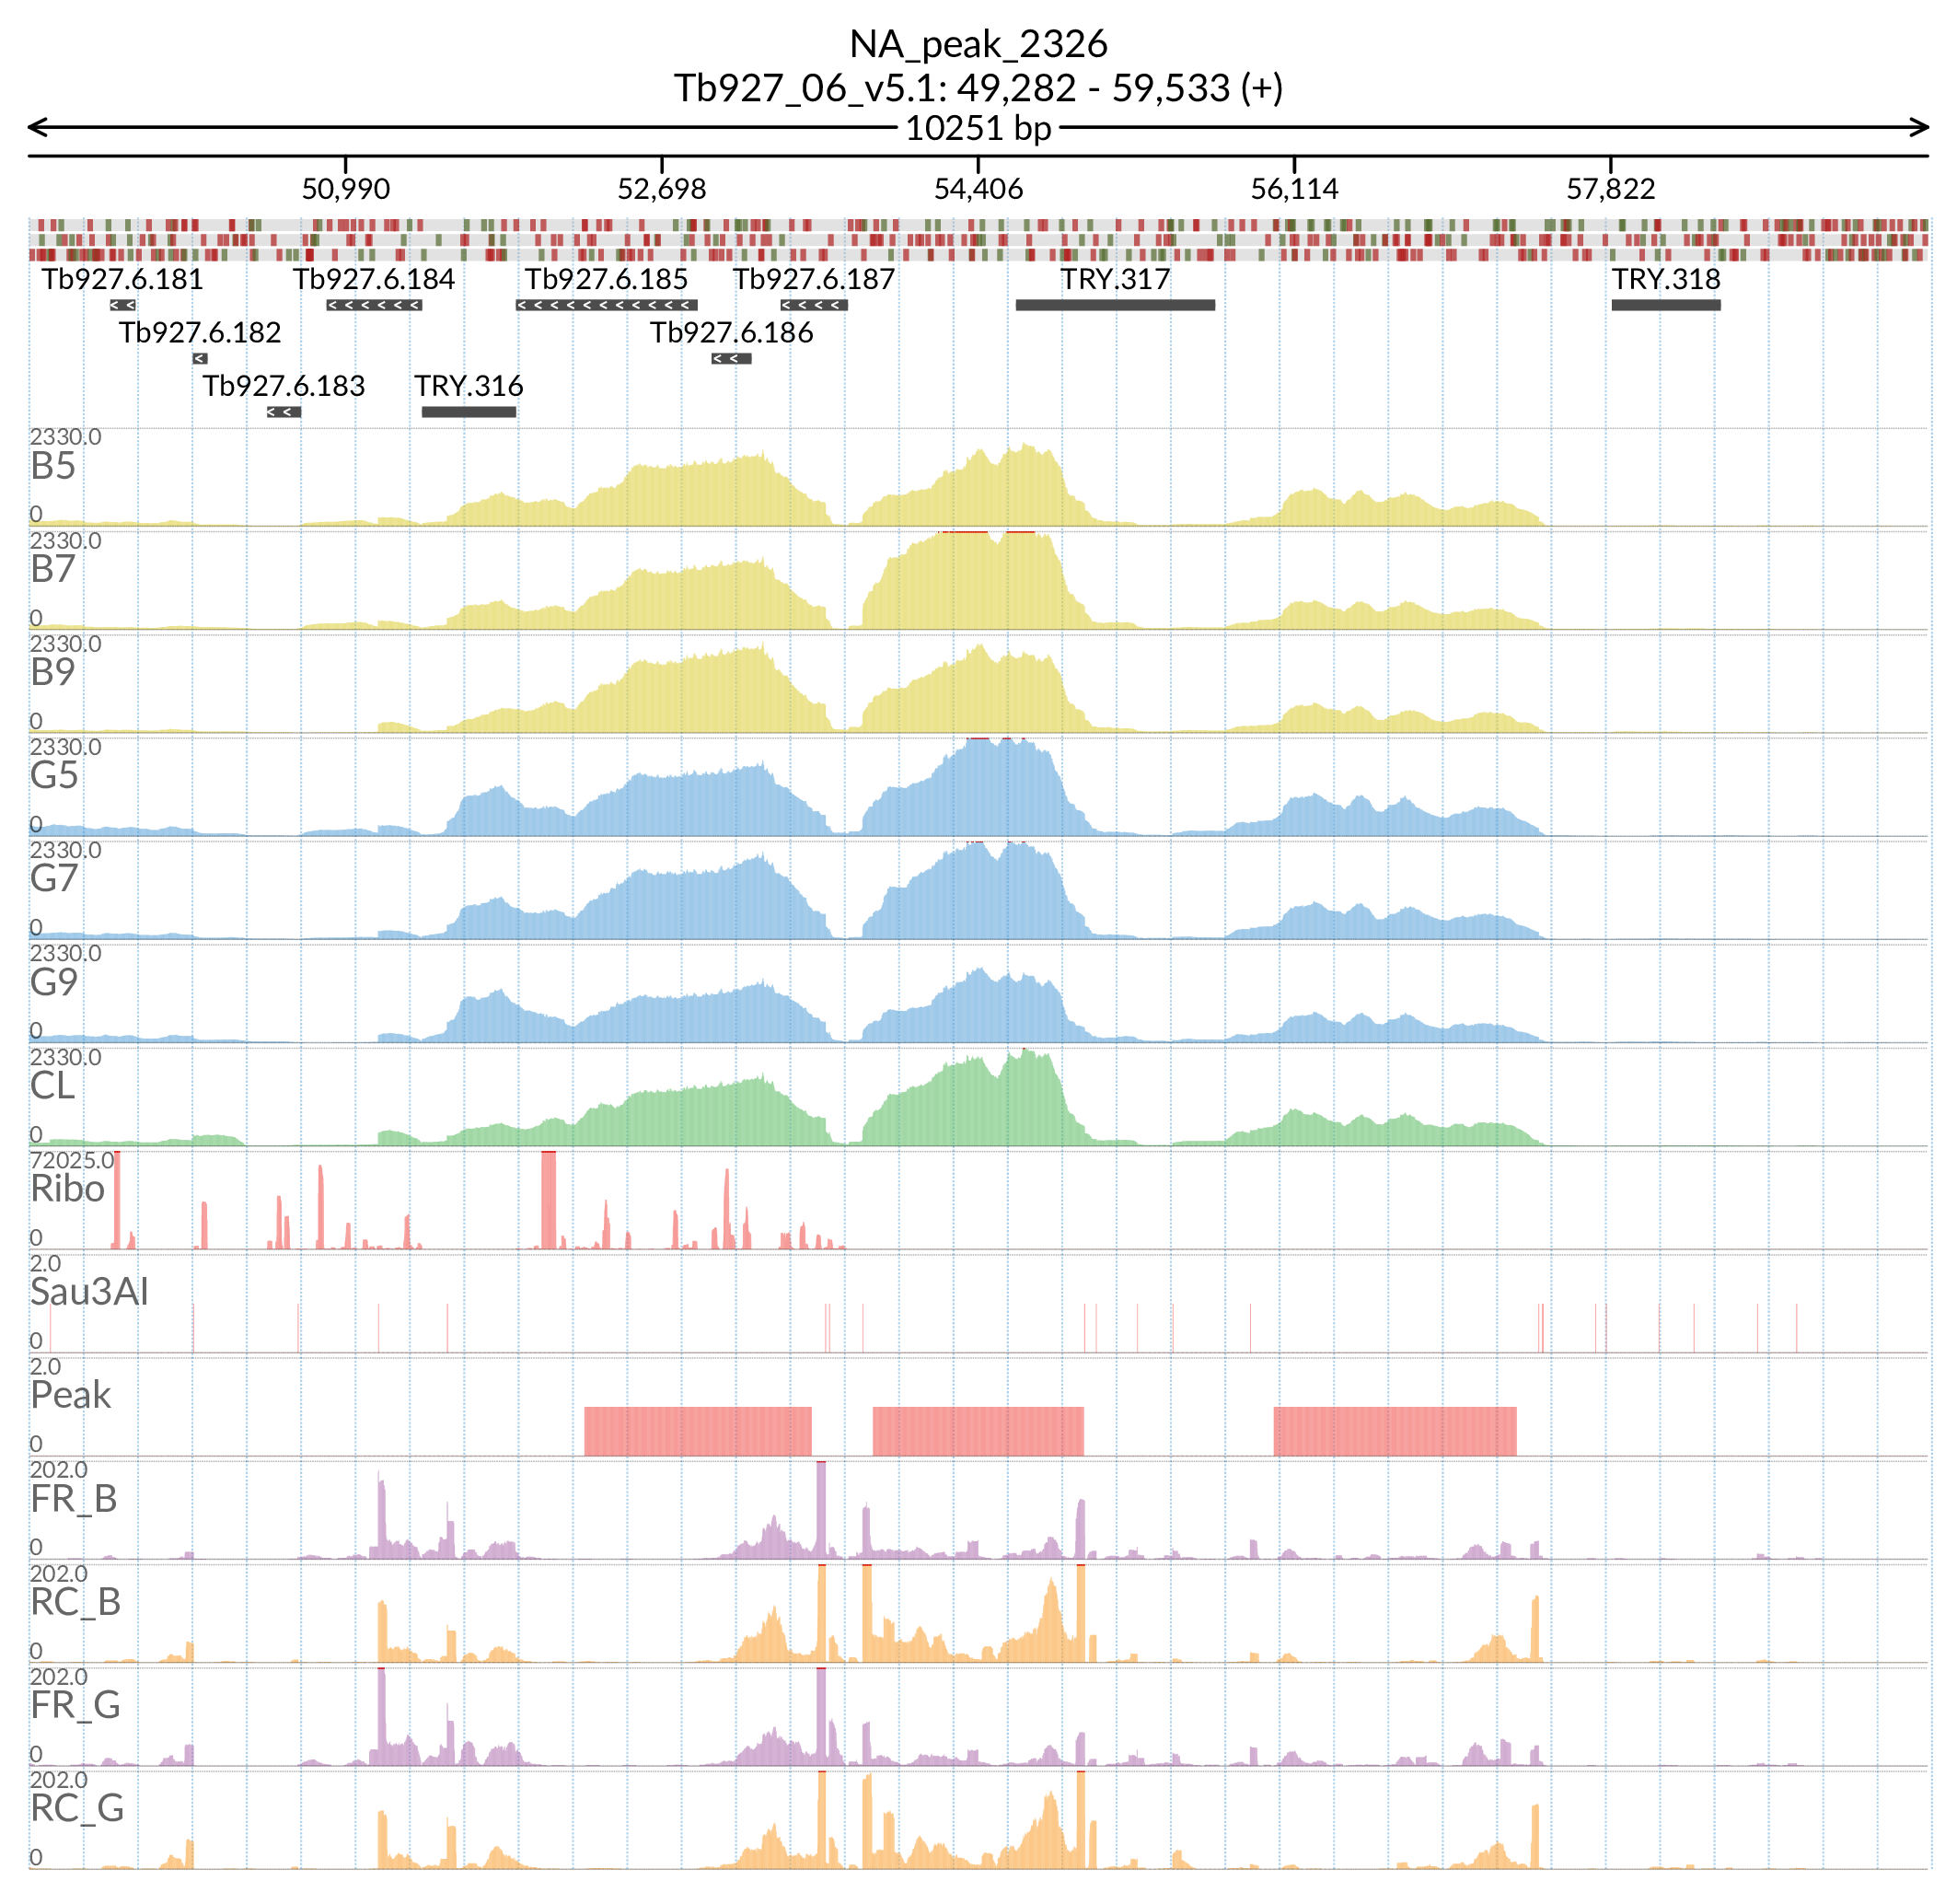 NA_peak_2326
Tb927_06_v5.1: 49,282 - 59,533 (+)
10251 bp
50,990 52,698 54,406 56,114 57,822
Tb927.6.181 Tb927.6.184 Tb927.6.185 Tb927.6.187 TRY.317 TRY.318
Tb927.6.182 Tb927.6.186
Tb927.6.183 TRY.316
2330.0
B5
0
2330.0
B7
0
2330.0
B9
0
2330.0
G5
0
2330.0
G7
0
2330.0
G9
0
2330.0
CL
0
72025.0
Ribo
0
2.0
Sau3AI
0
2.0
Peak
0
202.0
FR_B
0
202.0
RC_B
0
202.0
FR_G
0
202.0
RC_G
0